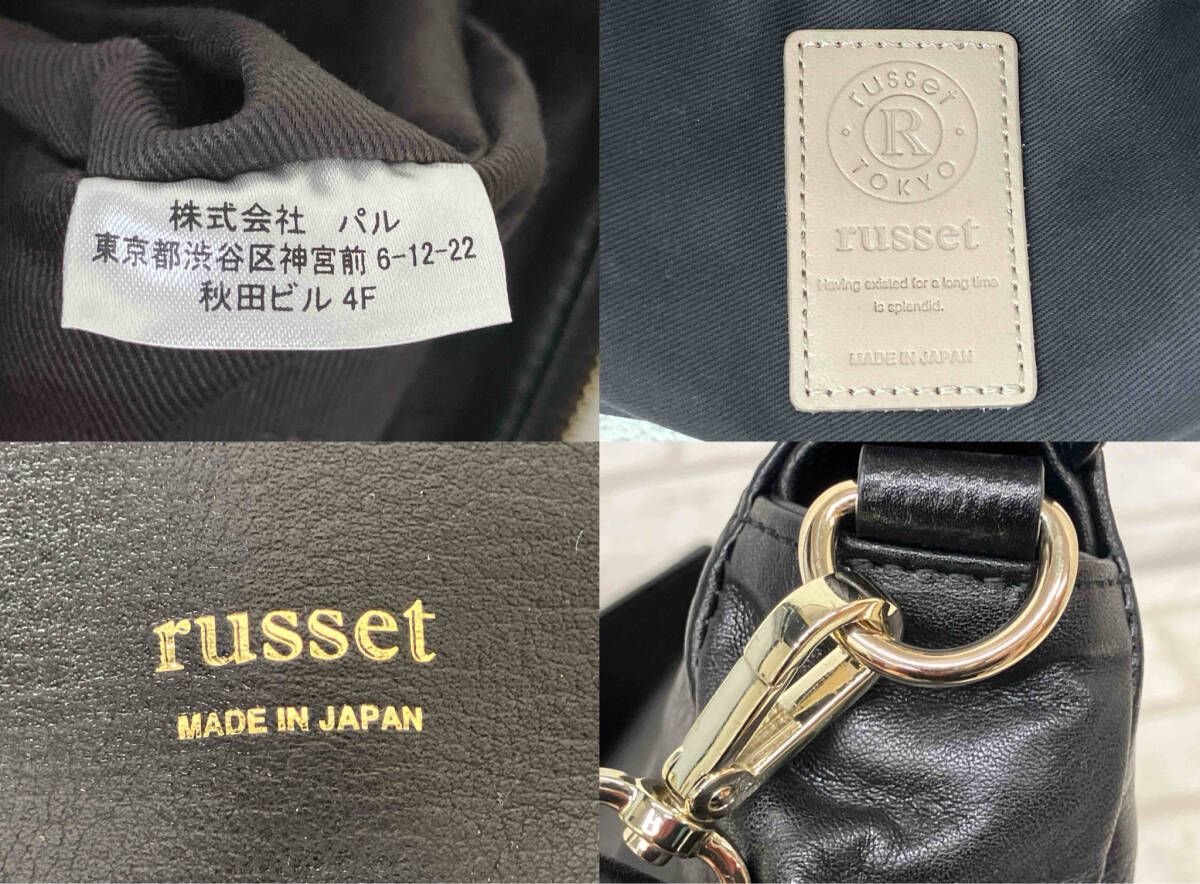 株式会社 パル
東京都渋谷区神宮前 6-12-22
秋田ビル 4F
russet
R
TOKYO
russet
Having existed for a long time
is splendid.
MADE IN JAPAN
russet
MADE IN JAPAN